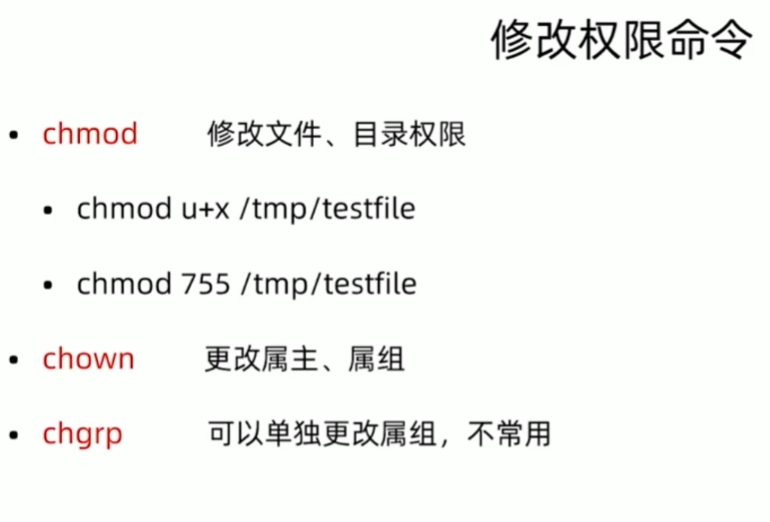 修改权限命令
• chmod 修改文件、目录权限
• chmod u+x /tmp/testfile
• chmod 755 /tmp/testfile
• chown 更改属主、属组
• chgrp 可以单独更改属组，不常用